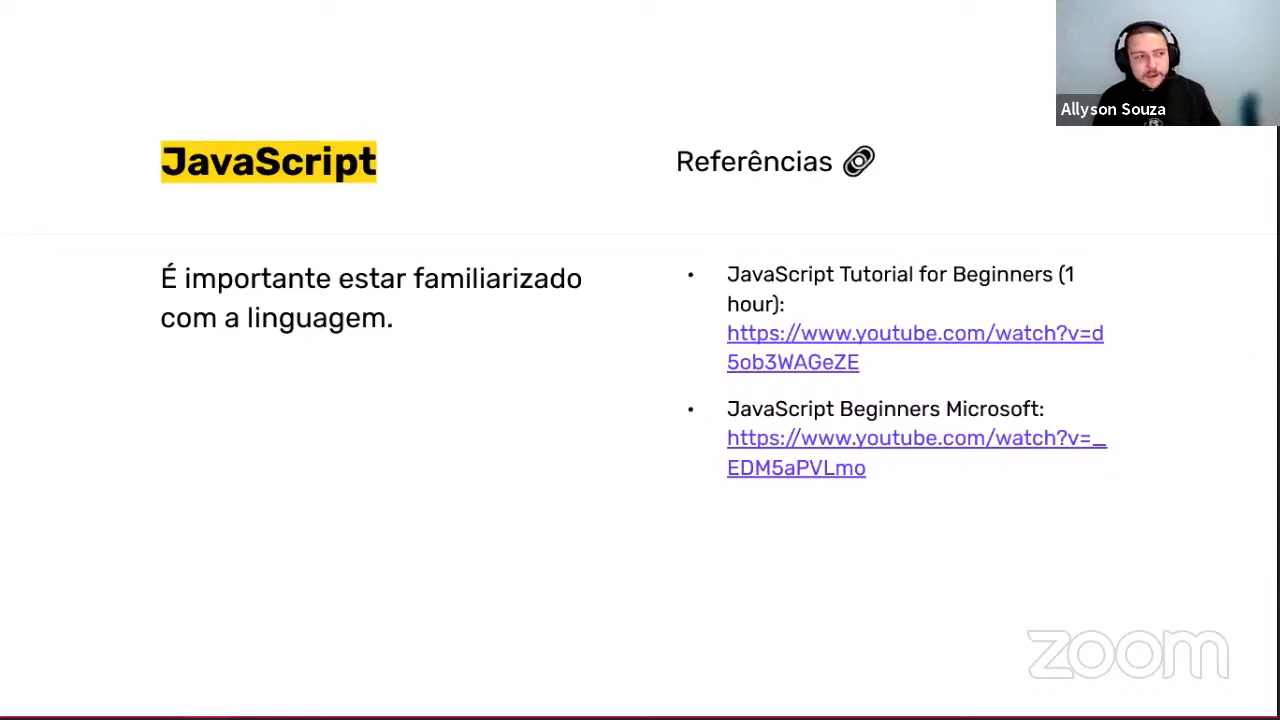 Allyson Souza
JavaScript
Referências
É importante estar familiarizado
com a linguagem.
• JavaScript Tutorial for Beginners (1
hour):
https://www.youtube.com/watch?v=d
5ob3WAGeZE
• JavaScript Beginners Microsoft:
https://www.youtube.com/watch?v=_
EDM5aPVLmo
zoom